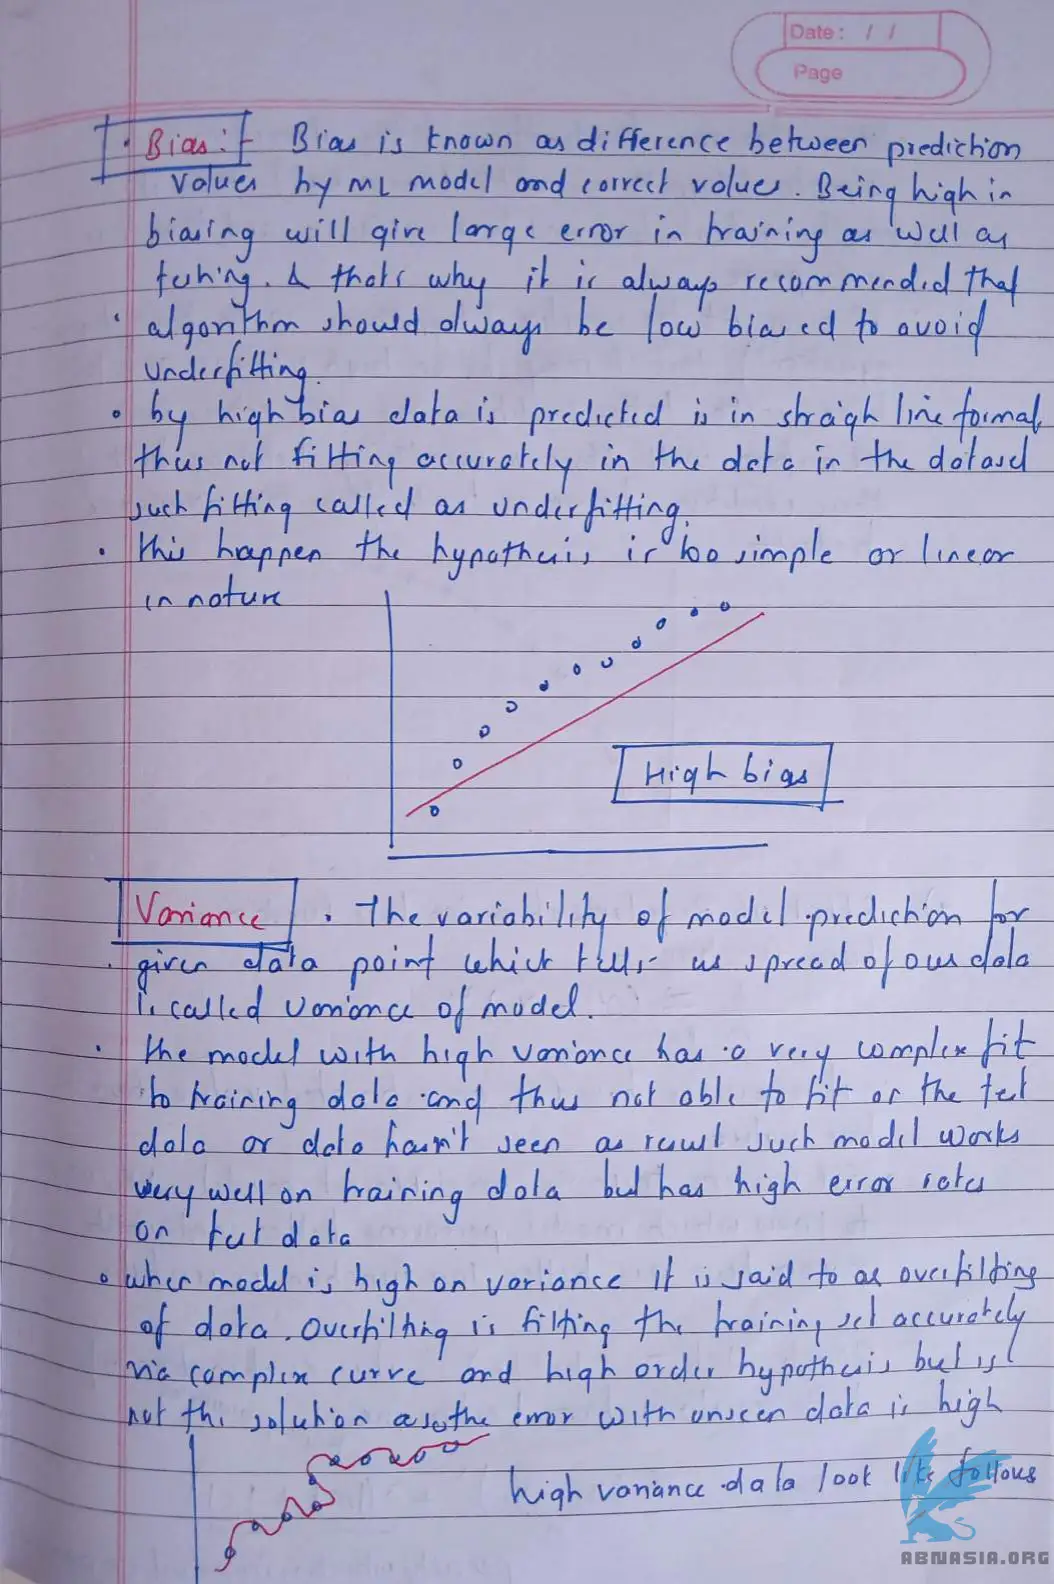 Date: / /
Page
Bias :- Bias is known as difference between prediction
values by ML model and correct values. Being high in
biasing will give large error in training as well as
testing. & thats why it is always recommended that
algorithm should always be low biased to avoid
underfitting.
by high bias data is predicted is in straigh line format,
thus not fitting accurately in the data in the dataset
such fitting called as underfitting.
this happen the hypothesis is too simple or linear
in nature
High bias
Variance . The variability of model prediction for
given data point which tells us spread of our data
is called variance of model.
the model with high variance has a very complex fit
to training data and thus not able to fit or the test
data or data hasn't seen as result such model works
very well on training data but has high error rates
on test data
when model is high on variance it is said to as overfitting
of data. Overfitting is fitting the training set accurately
via complex curve and high order hypothesis but is
not the solution as the error with unseen data is high
high variance data look like follows
ABNASIA.ORG